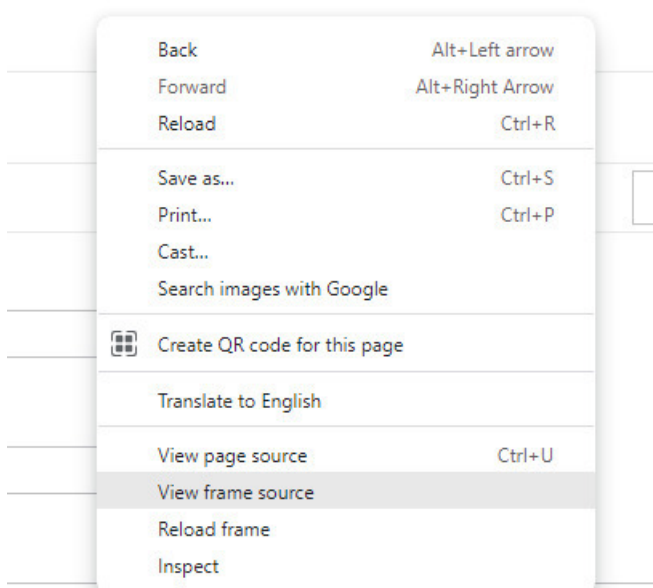 Back Alt+Left arrow
Forward Alt+Right Arrow
Reload Ctrl+R
Save as... Ctrl+S
Print... Ctrl+P
Cast...
Search images with Google
Create QR code for this page
Translate to English
View page source Ctrl+U
View frame source
Reload frame
Inspect